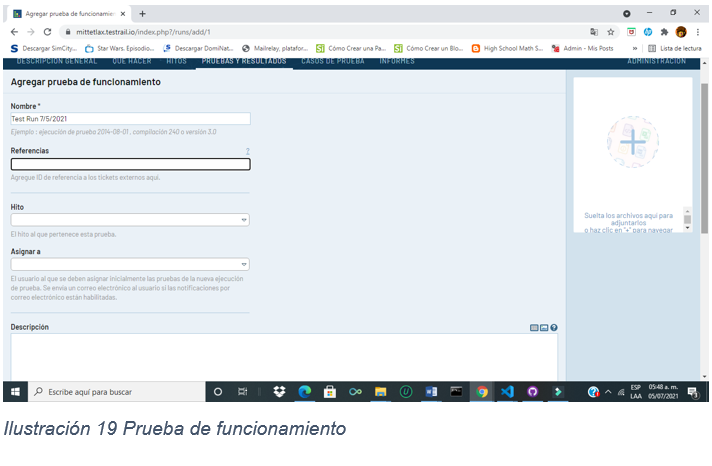 Agregar prueba de funcionamien
mittetlax.testrail.io/index.php?/runs/add/1
Descargar SimCity...
Star Wars. Episodio...
Descargar DomiNat...
Mailrelay, platafor...
Cómo Crear una Pa...
Cómo Crear un Blo...
High School Math S...
Admin - Mis Posts
»
Lista de lectura
DESCRIPCIÓN GENERAL
QUÉ HACER
HITOS
PRUEBAS Y RESULTADOS
CASOS DE PRUEBA
INFORMES
ADMINISTRACIÓN
Agregar prueba de funcionamiento
Nombre *
Test Run 7/5/2021
Ejemplo : ejecución de prueba 2014-08-01 , compilación 240 o versión 3.0
Referencias
?
Agregue ID de referencia a los tickets externos aquí.
Hito
El hito al que pertenece esta prueba.
Asignar a
El usuario al que se deben asignar inicialmente las pruebas de la nueva ejecución
de prueba. Se envía un correo electrónico al usuario si las notificaciones por
correo electrónico están habilitadas.
Descripción
Suelta los archivos aquí para
adjuntarlos
o haz clic en "+" para navegar
Escribe aquí para buscar
ESP
LAA
05:48 a. m.
05/07/2021
3
Ilustración 19 Prueba de funcionamiento